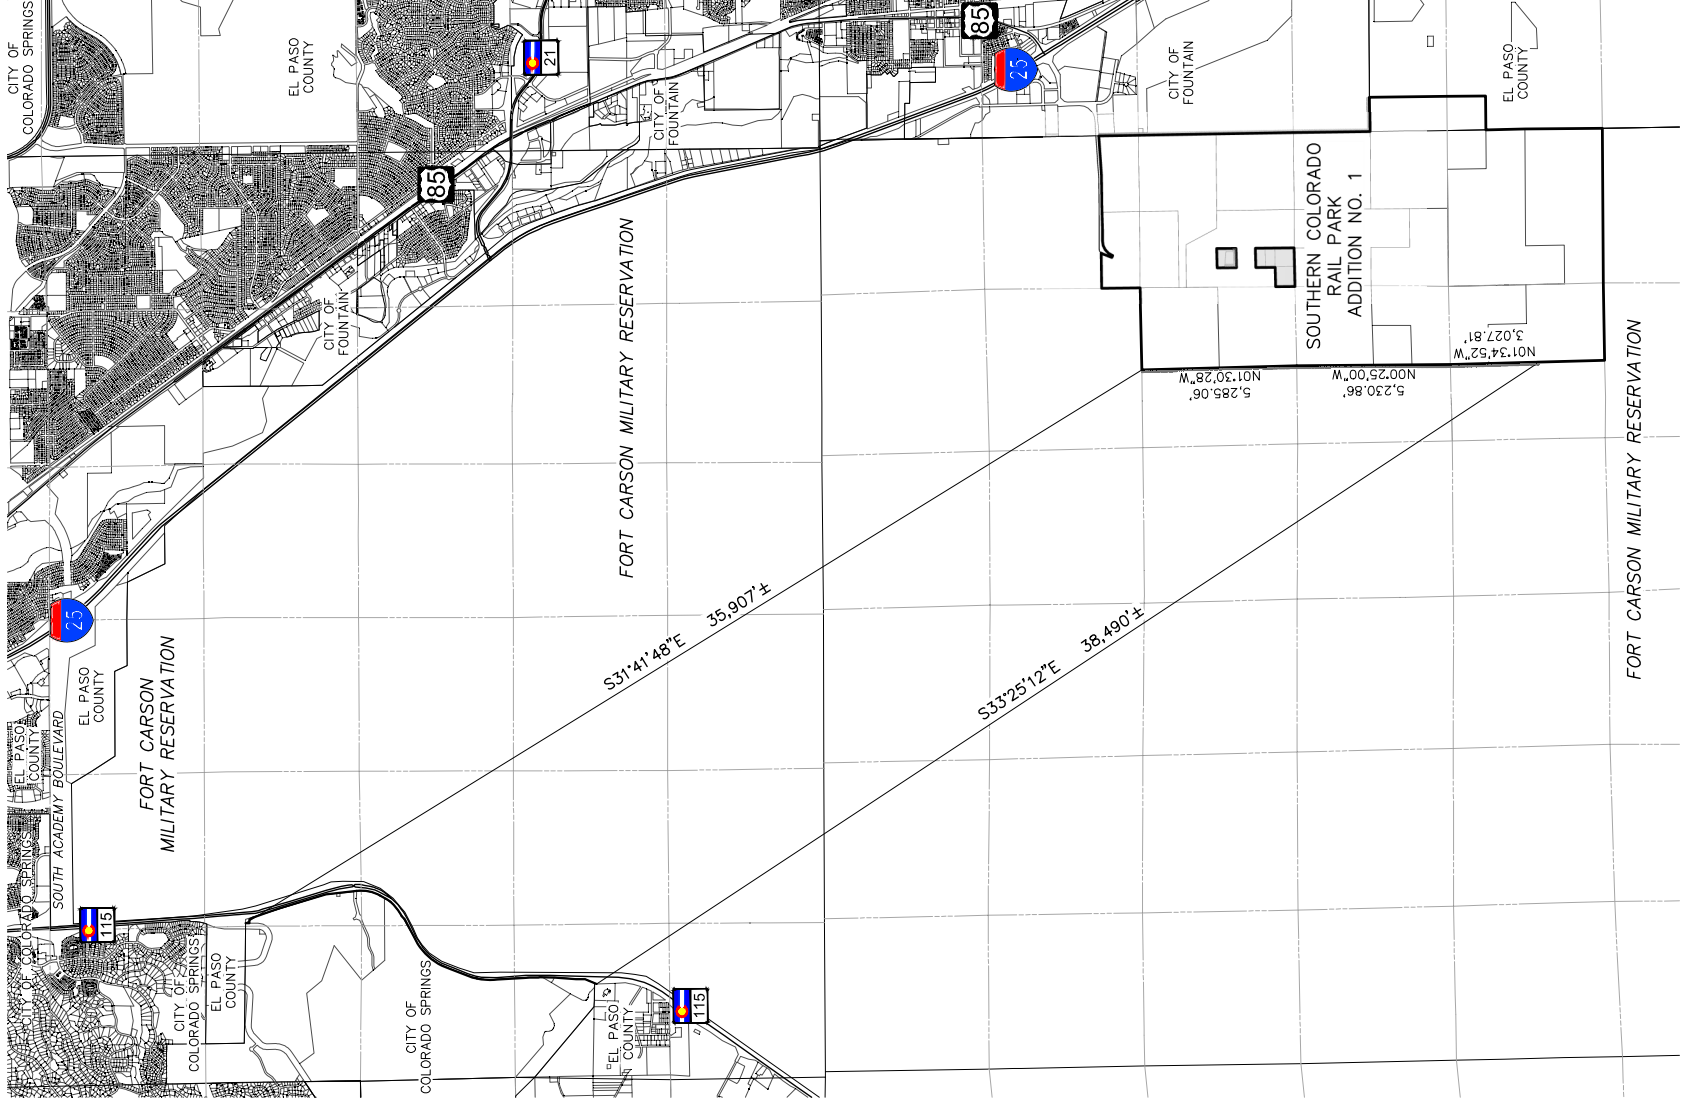 CITY OF
COLORADO SPRINGS
EL PASO
COUNTY
21
85
CITY OF
FOUNTAIN
85
25
CITY OF
FOUNTAIN
EL PASO
COUNTY
CITY OF
FOUNTAIN
SOUTHERN COLORADO
RAIL PARK
ADDITION NO. 1
FORT CARSON MILITARY RESERVATION
N01°34'52"W
3,027.81'
N01°30'28"W
5,285.06'
N00°25'00"W
5,230.86'
FORT CARSON MILITARY RESERVATION
25
EL PASO
COUNTY
FORT CARSON
MILITARY RESERVATION
S31°41'48"E 35,907'±
S33°25'12"E 38,490'±
EL PASO
COUNTY
SOUTH ACADEMY BOULEVARD
CITY OF COLORADO SPRINGS
115
CITY OF
COLORADO SPRINGS
EL PASO
COUNTY
CITY OF
COLORADO SPRINGS
EL PASO
COUNTY
115